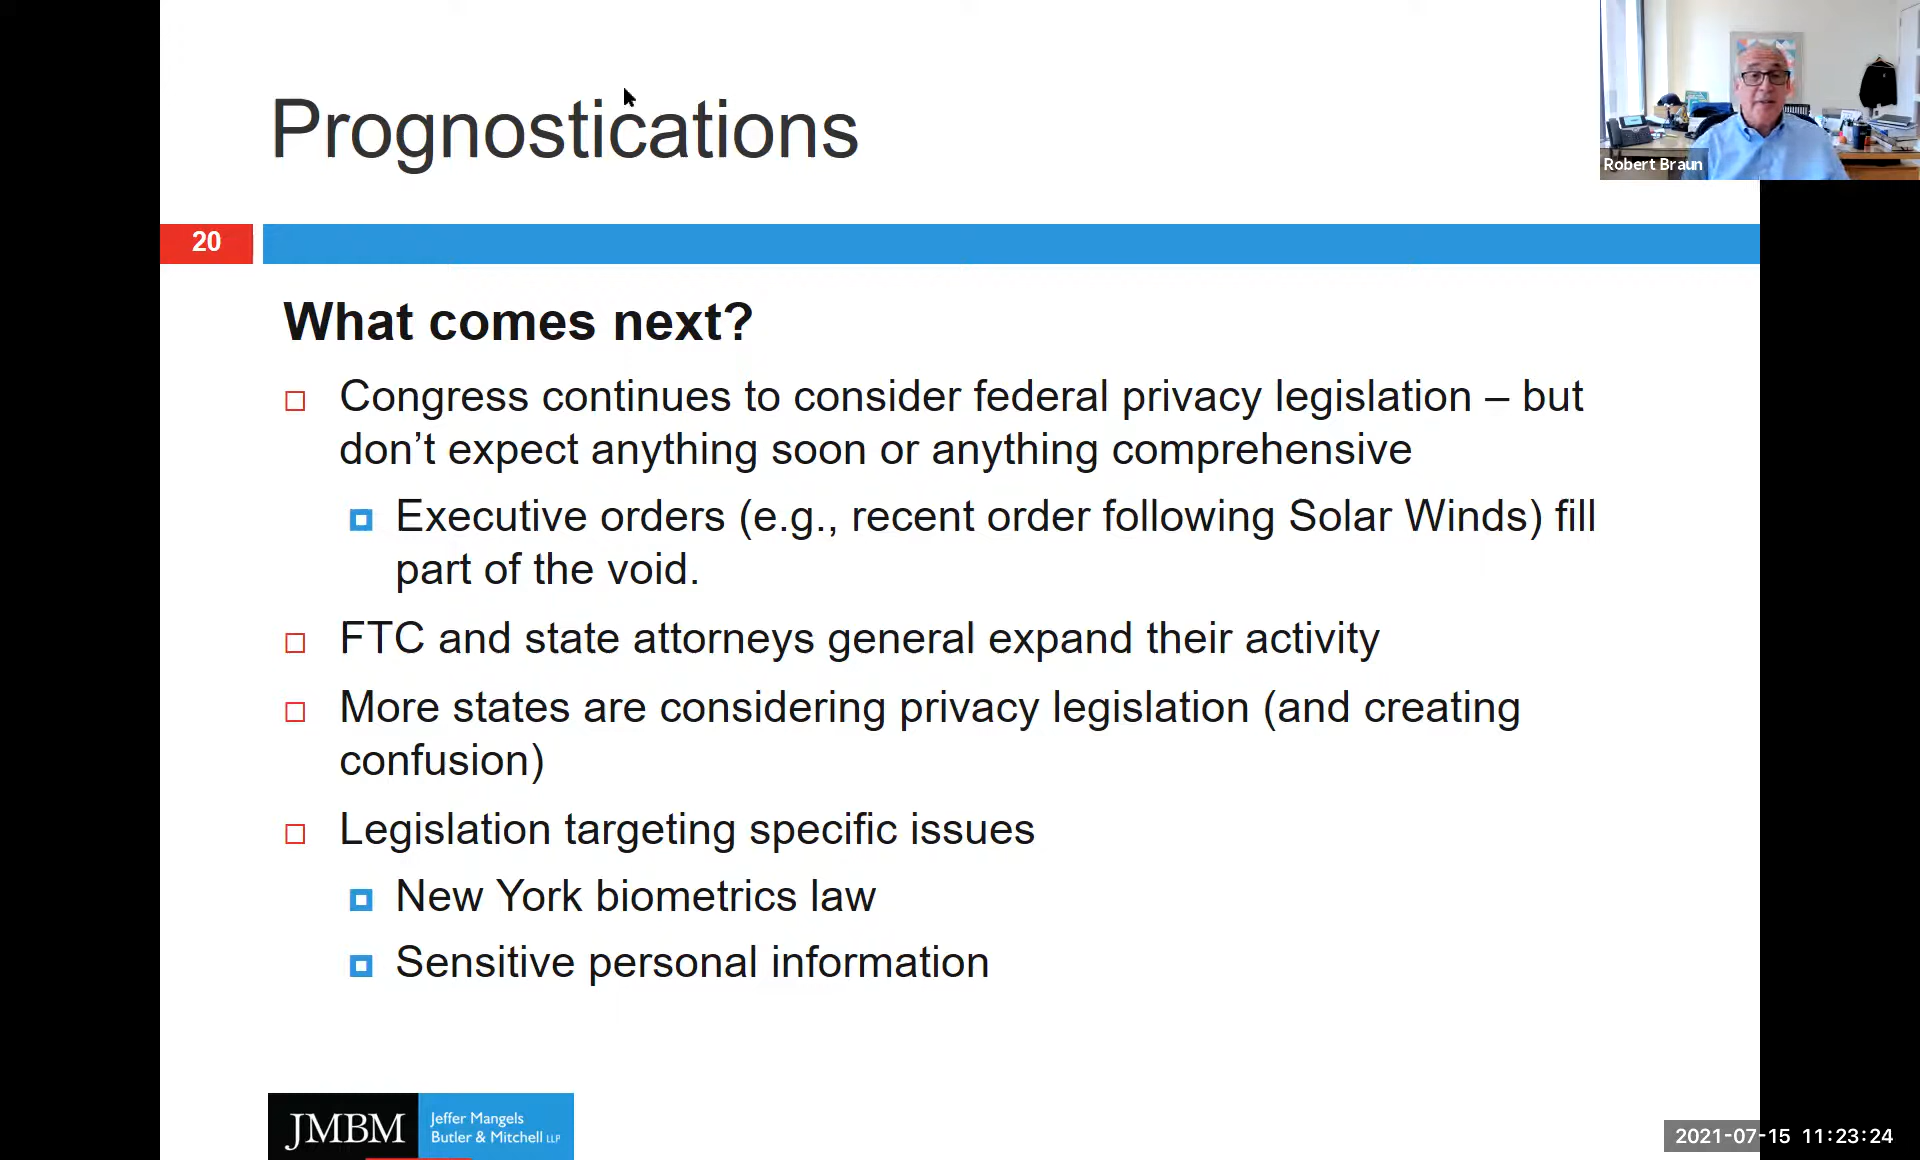 Prognostications
Robert Braun
20
What comes next?
Congress continues to consider federal privacy legislation – but
don’t expect anything soon or anything comprehensive
Executive orders (e.g., recent order following Solar Winds) fill
part of the void.
FTC and state attorneys general expand their activity
More states are considering privacy legislation (and creating
confusion)
Legislation targeting specific issues
New York biometrics law
Sensitive personal information
JMBM
Jeffer Mangels
Butler & Mitchell LLP
2021-07-15 11:23:24